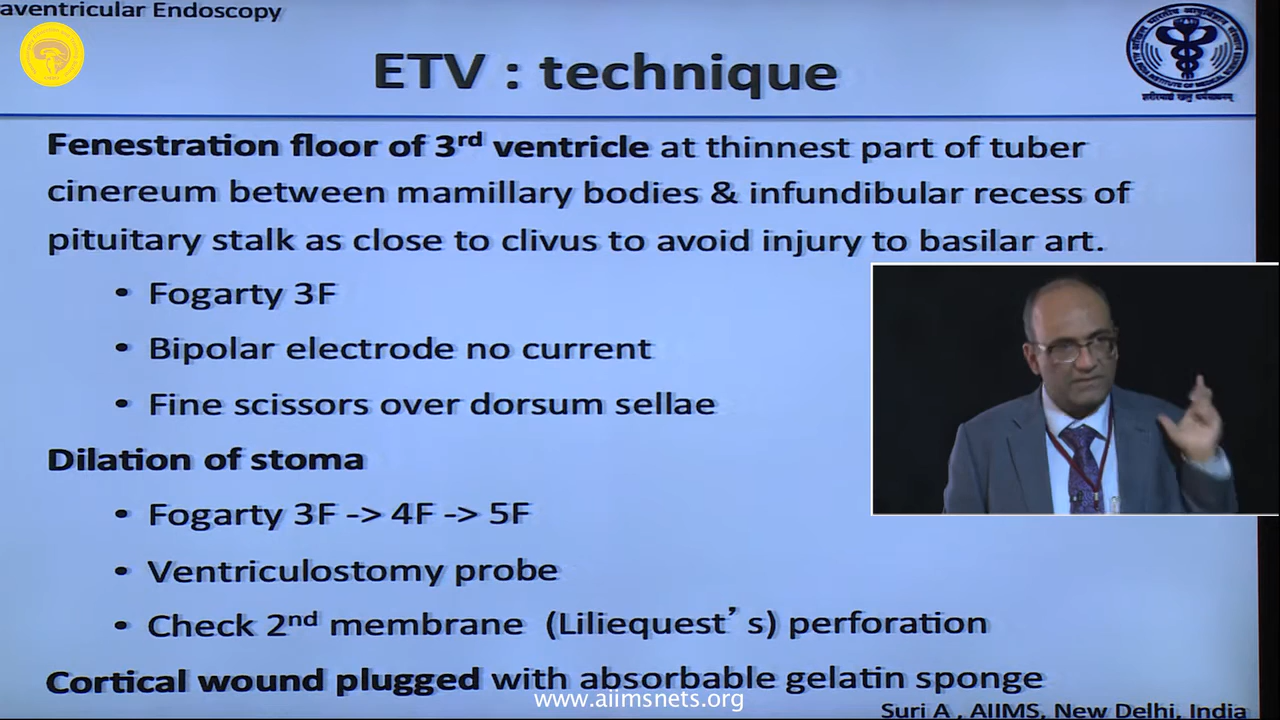 aventricular Endoscopy
ETV : technique
Fenestration floor of 3rd ventricle at thinnest part of tuber
cinereum between mamillary bodies & infundibular recess of
pituitary stalk as close to clivus to avoid injury to basilar art.
• Fogarty 3F
• Bipolar electrode no current
• Fine scissors over dorsum sellae
Dilation of stoma
• Fogarty 3F -> 4F -> 5F
• Ventriculostomy probe
• Check 2nd membrane (Liliequest’s) perforation
Cortical wound plugged with absorbable gelatin sponge
www.aiimsnets.org
Suri A , AIIMS, New Delhi, India